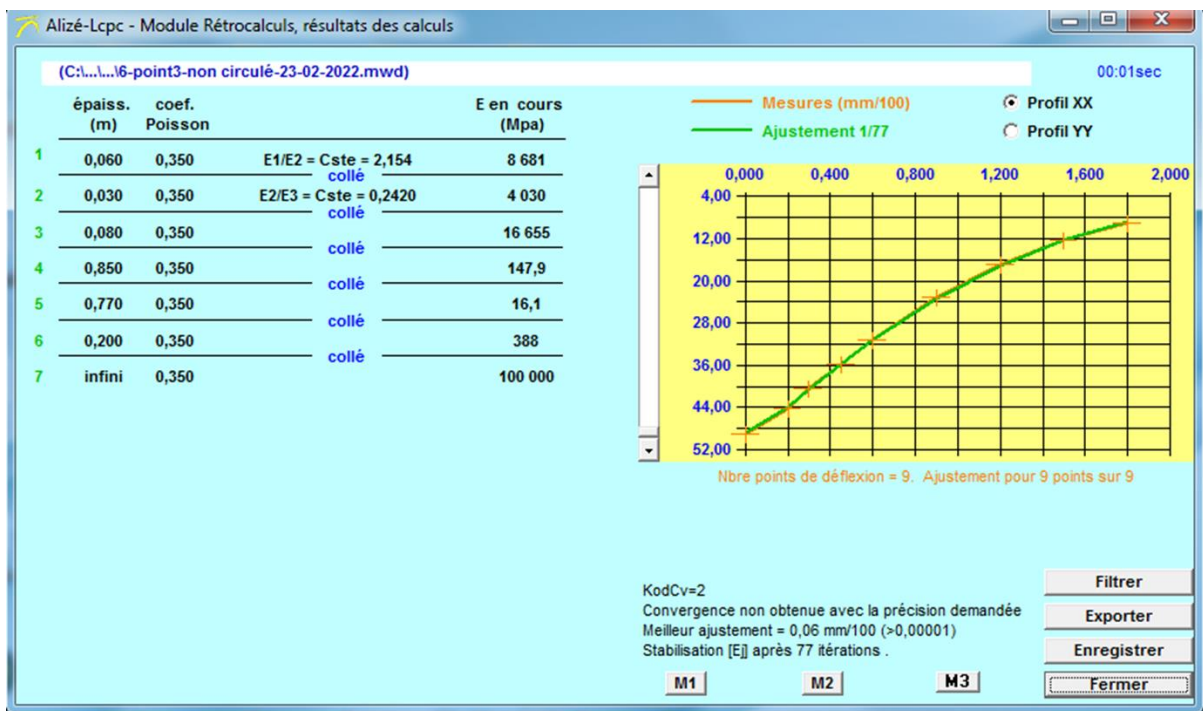 Alizé-Lcpc - Module Rétrocalculs, résultats des calculs
(C:\...\...\6-point3-non circulé-23-02-2022.mwd)
00:01sec
épaiss. coef. E en cours
(m) Poisson (Mpa)
1 0,060 0,350 E1/E2 = Cste = 2,154 8 681
collé
2 0,030 0,350 E2/E3 = Cste = 0,2420 4 030
collé
3 0,080 0,350 16 655
collé
4 0,850 0,350 147,9
collé
5 0,770 0,350 16,1
collé
6 0,200 0,350 388
collé
7 infini 0,350 100 000
Mesures (mm/100) Profil XX
Ajustement 1/77 Profil YY
0,000 0,400 0,800 1,200 1,600 2,000
4,00
12,00
20,00
28,00
36,00
44,00
52,00
Nbre points de déflexion = 9. Ajustement pour 9 points sur 9
KodCv=2
Convergence non obtenue avec la précision demandée
Meilleur ajustement = 0,06 mm/100 (>0,00001)
Stabilisation [Ej] après 77 itérations .
M1 M2 M3
Filtrer
Exporter
Enregistrer
Fermer